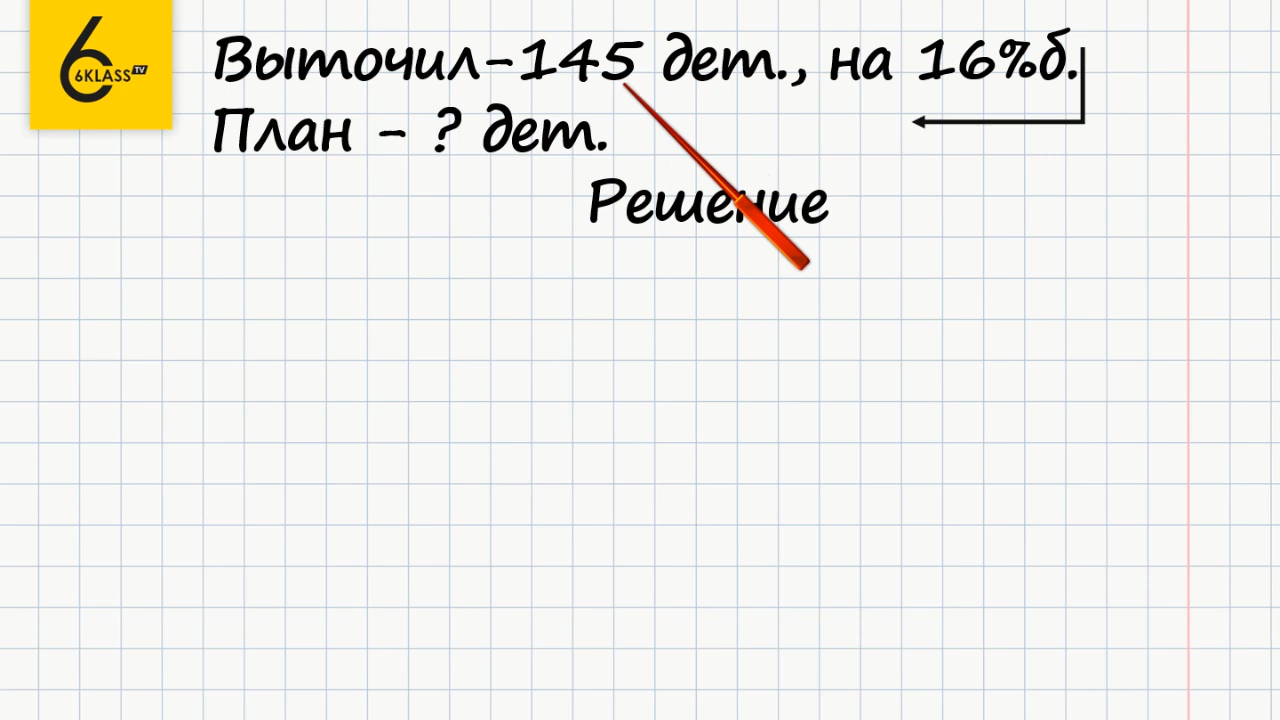 6KLASS TV
Выточил-145 дет., на 16%б.
План - ? дет.
Решение